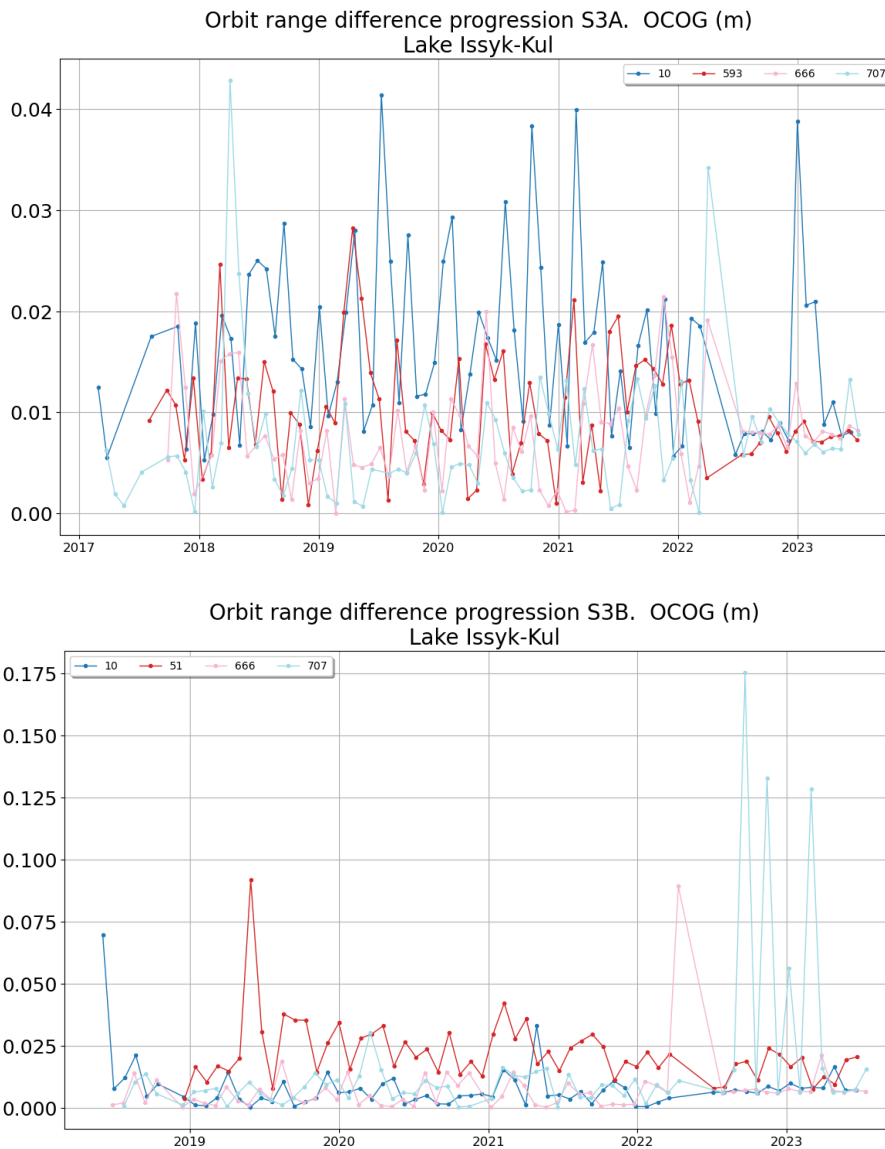 Orbit range difference progression S3A.  OCOG (m)
Lake Issyk-Kul
10 593 666 707
0.04
0.03
0.02
0.01
0.00
2017 2018 2019 2020 2021 2022 2023
Orbit range difference progression S3B.  OCOG (m)
Lake Issyk-Kul
10 51 666 707
0.175
0.150
0.125
0.100
0.075
0.050
0.025
0.000
2019 2020 2021 2022 2023